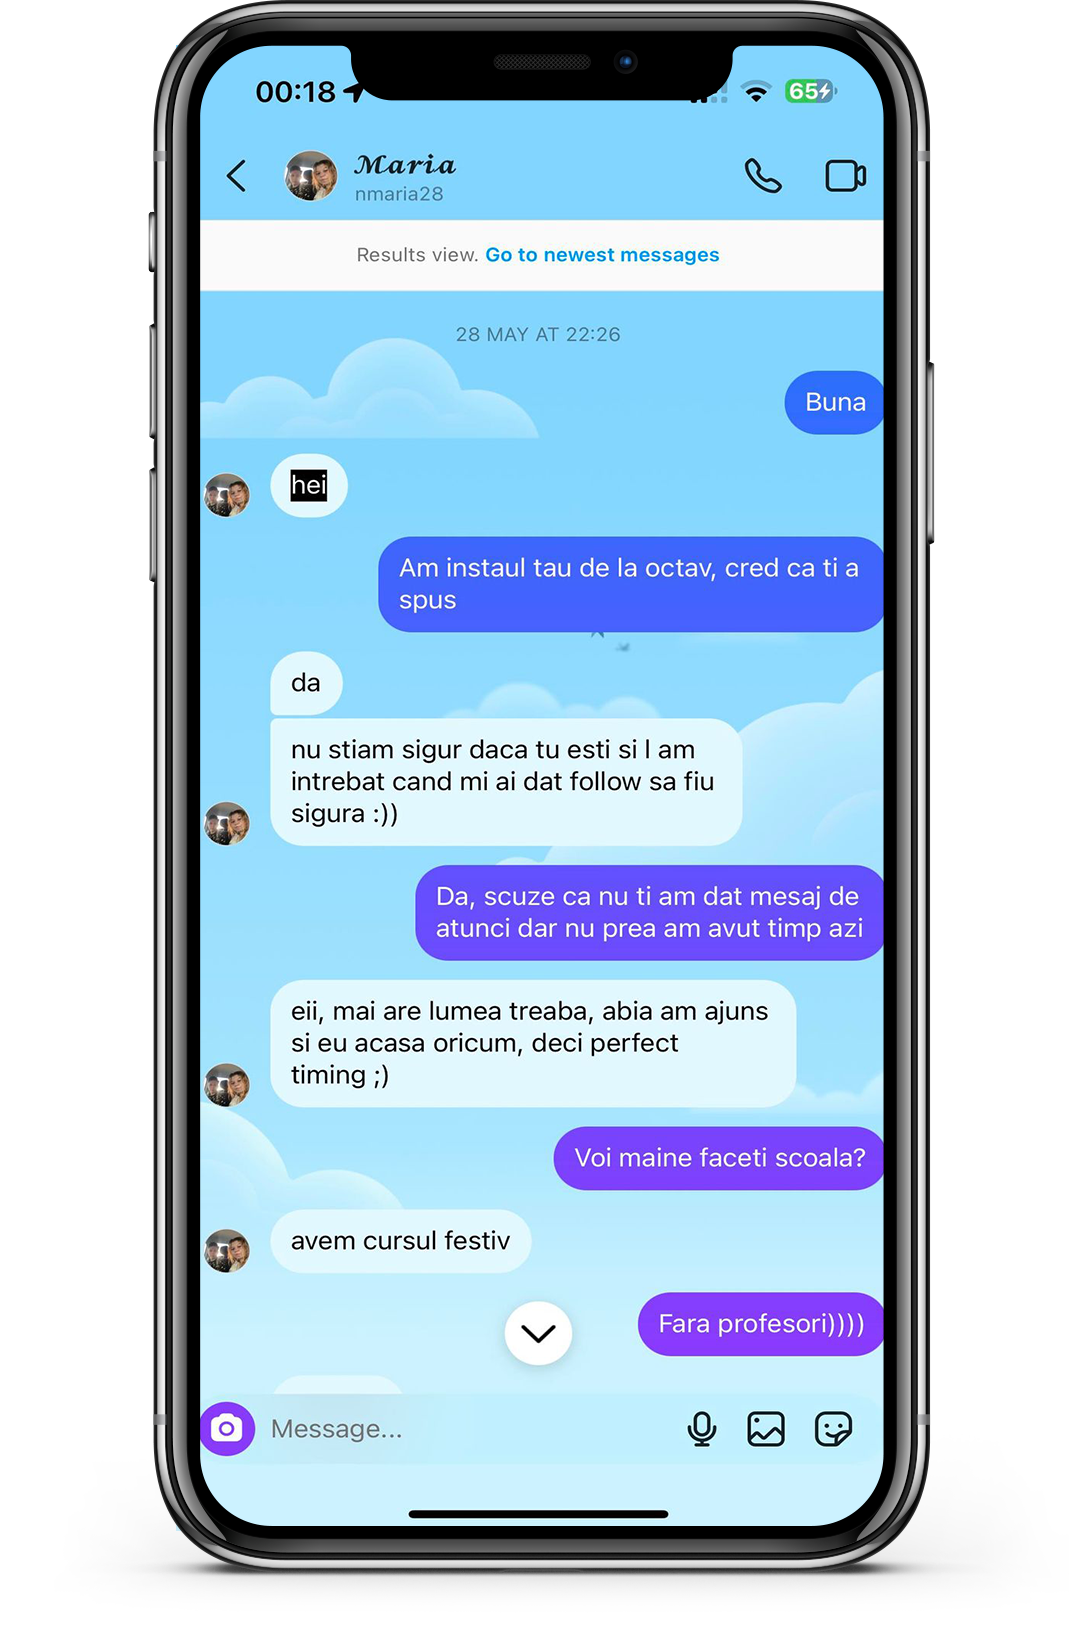 00:18
65
Maria
nmaria28
Results view. Go to newest messages
28 MAY AT 22:26
Buna
hei
Am instaul tau de la octav, cred ca ti a
spus
da
nu stiam sigur daca tu esti si l am
intrebat cand mi ai dat follow sa fiu
sigura :))
Da, scuze ca nu ti am dat mesaj de
atunci dar nu prea am avut timp azi
eii, mai are lumea treaba, abia am ajuns
si eu acasa oricum, deci perfect
timing ;)
Voi maine faceti scoala?
avem cursul festiv
Fara profesori))))
Message...